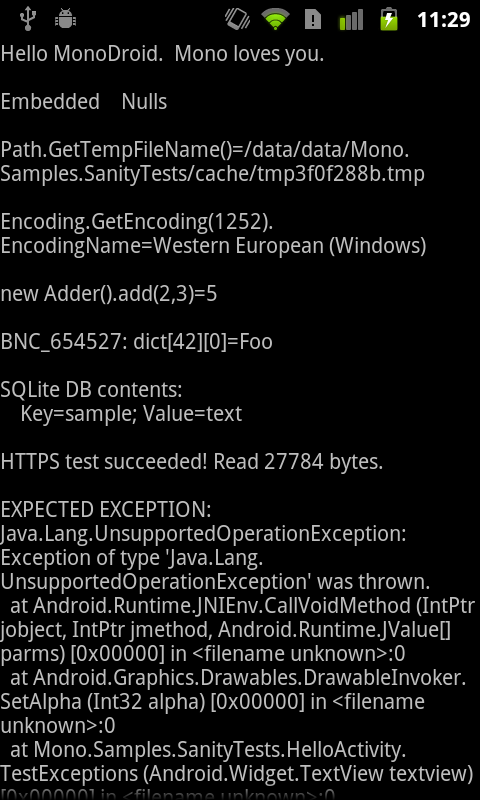 11:29
Hello MonoDroid.  Mono loves you.
Embedded    Nulls
Path.GetTempFileName()=/data/data/Mono.
Samples.SanityTests/cache/tmp3f0f288b.tmp
Encoding.GetEncoding(1252).
EncodingName=Western European (Windows)
new Adder().add(2,3)=5
BNC_654527: dict[42][0]=Foo
SQLite DB contents:
    Key=sample; Value=text
HTTPS test succeeded! Read 27784 bytes.
EXPECTED EXCEPTION:
Java.Lang.UnsupportedOperationException:
Exception of type 'Java.Lang.
UnsupportedOperationException' was thrown.
  at Android.Runtime.JNIEnv.CallVoidMethod (IntPtr
jobject, IntPtr jmethod, Android.Runtime.JValue[]
parms) [0x00000] in <filename unknown>:0
  at Android.Graphics.Drawables.DrawableInvoker.
SetAlpha (Int32 alpha) [0x00000] in <filename
unknown>:0
  at Mono.Samples.SanityTests.HelloActivity.
TestExceptions (Android.Widget.TextView textview)
[0x00000] in <filename unknown>:0